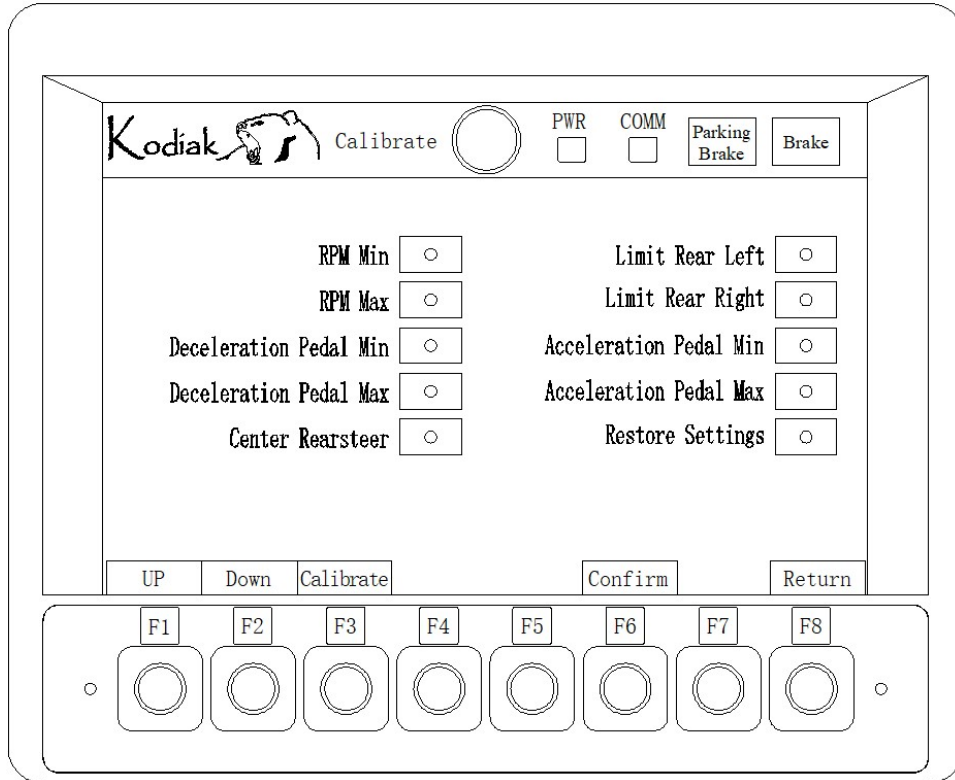 Kodiak Calibrate PWR COMM Parking Brake Brake
RPM Min
Limit Rear Left
RPM Max
Limit Rear Right
Deceleration Pedal Min
Acceleration Pedal Min
Deceleration Pedal Max
Acceleration Pedal Max
Center Rearsteer
Restore Settings
UP Down Calibrate Confirm Return
F1 F2 F3 F4 F5 F6 F7 F8